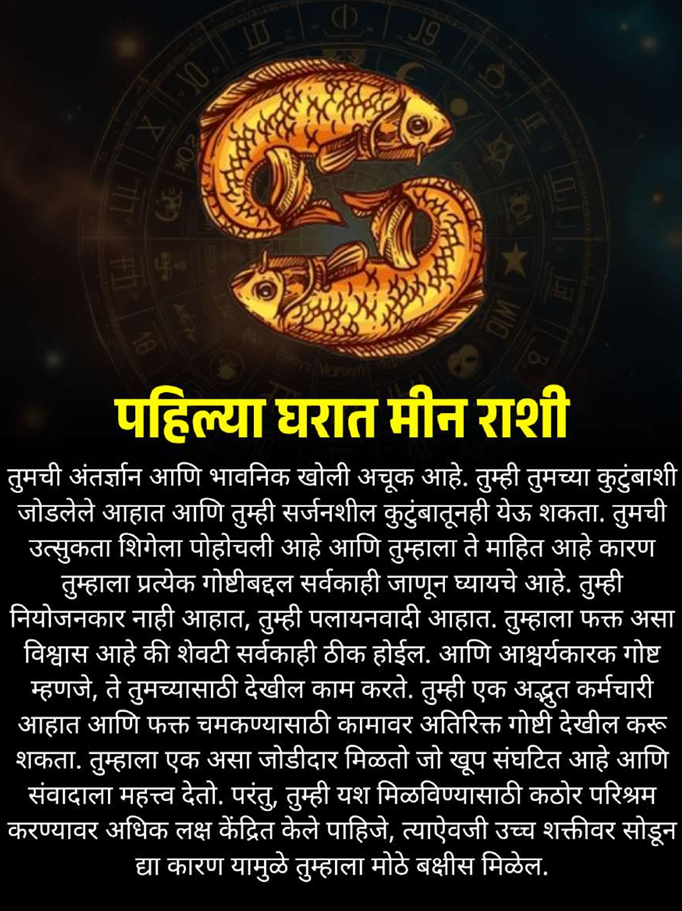 पहिल्या घरात मीन राशी
तुमची अंतर्ज्ञान आणि भावनिक खोली अचूक आहे. तुम्ही तुमच्या कुटुंबाशी
जोडलेले आहात आणि तुम्ही सर्जनशील कुटुंबातूनही येऊ शकता. तुमची
उत्सुकता शिगेला पोहोचली आहे आणि तुम्हाला ते माहित आहे कारण
तुम्हाला प्रत्येक गोष्टीबद्दल सर्वकाही जाणून घ्यायचे आहे. तुम्ही
नियोजनकार नाही आहात, तुम्ही पलायनवादी आहात. तुम्हाला फक्त असा
विश्वास आहे की शेवटी सर्वकाही ठीक होईल. आणि आश्चर्यकारक गोष्ट
म्हणजे, ते तुमच्यासाठी देखील काम करते. तुम्ही एक अद्भुत कर्मचारी
आहात आणि फक्त चमकण्यासाठी कामावर अतिरिक्त गोष्टी देखील करू
शकता. तुम्हाला एक असा जोडीदार मिळतो जो खूप संघटित आहे आणि
संवादाला महत्त्व देतो. परंतु, तुम्ही यश मिळविण्यासाठी कठोर परिश्रम
करण्यावर अधिक लक्ष केंद्रित केले पाहिजे, त्याऐवजी उच्च शक्तीवर सोडून
द्या कारण यामुळे तुम्हाला मोठे बक्षीस मिळेल.